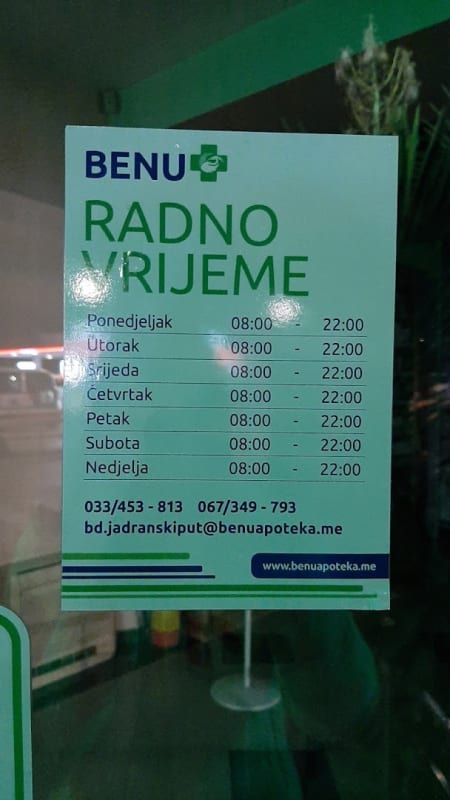 BENU
RADNO
VRIJEME
Ponedjeljak 08:00 - 22:00
Utorak 08:00 - 22:00
Srijeda 08:00 - 22:00
Četvrtak 08:00 - 22:00
Petak 08:00 - 22:00
Subota 08:00 - 22:00
Nedjelja 08:00 - 22:00
033/453 - 813 067/349 - 793
bd.jadranskiput@benuapoteka.me
www.benuapoteka.me